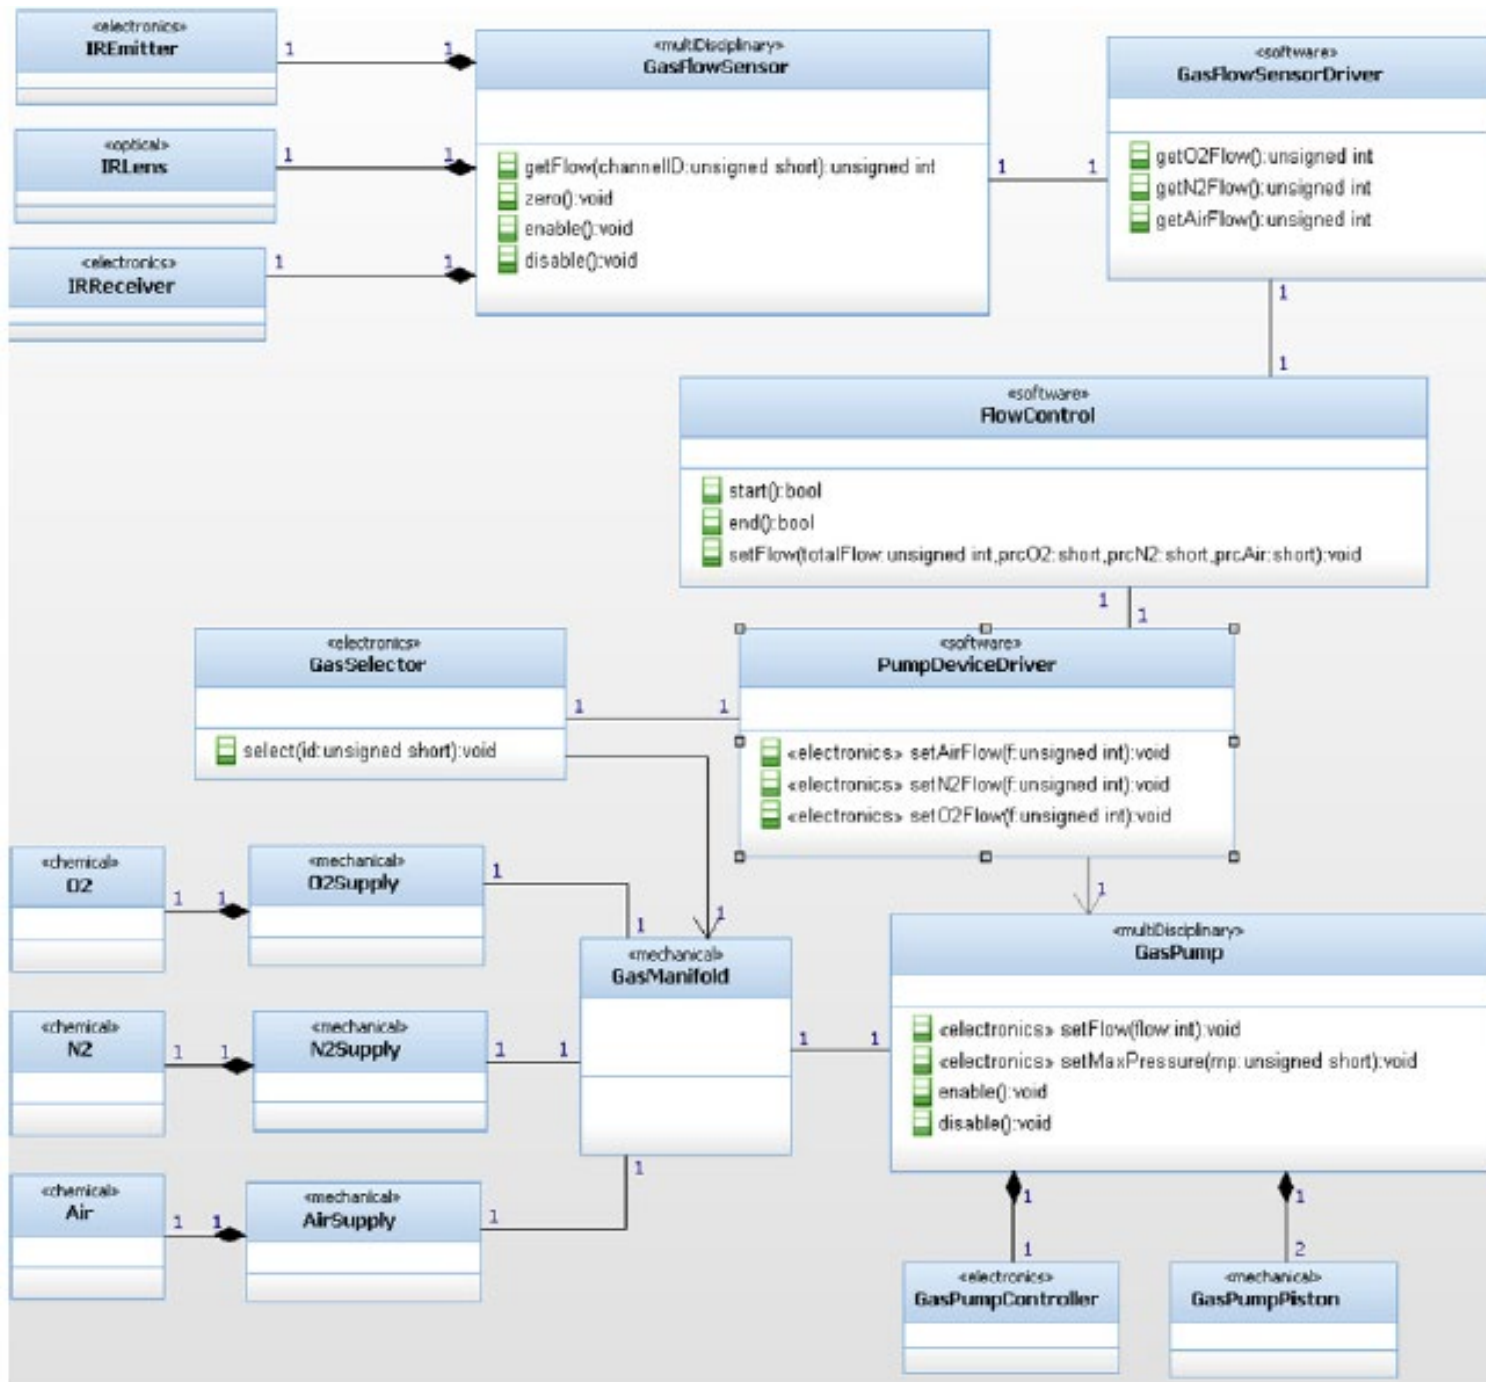 «electronics»
IREmitter
1
1
«optical»
IRLens
1
1
«electronics»
IRReceiver
1
1
«multiDisciplinary»
GasFlowSensor
getFlow(channelID:unsigned short):unsigned int
zero():void
enable():void
disable():void
1
1
«software»
GasFlowSensorDriver
getO2Flow():unsigned int
getN2Flow():unsigned int
getAirFlow():unsigned int
1
1
«software»
FlowControl
start():bool
end():bool
setFlow(totalFlow:unsigned int,prcO2:short,prcN2:short,prcAir:short):void
1
1
«electronics»
GasSelector
select(id:unsigned short):void
1
1
«software»
PumpDeviceDriver
«electronics» setAirFlow(f:unsigned int):void
«electronics» setN2Flow(f:unsigned int):void
«electronics» setO2Flow(f:unsigned int):void
1
«chemical»
O2
1
1
«mechanical»
O2Supply
1
1
1
«chemical»
N2
1
1
«mechanical»
N2Supply
1
1
«mechanical»
GasManifold
1
1
«multiDisciplinary»
GasPump
«electronics» setFlow(flow:int):void
«electronics» setMaxPressure(mp:unsigned short):void
enable():void
disable():void
«chemical»
Air
1
1
«mechanical»
AirSupply
1
1
1
1
1
2
«electronics»
GasPumpController
«mechanical»
GasPumpPiston